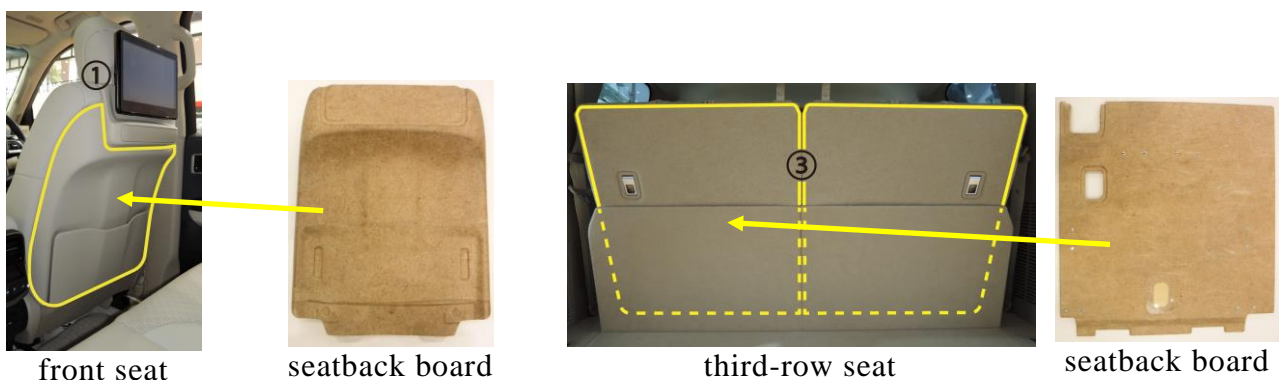 ①
③
front seat
seatback board
third-row seat
seatback board